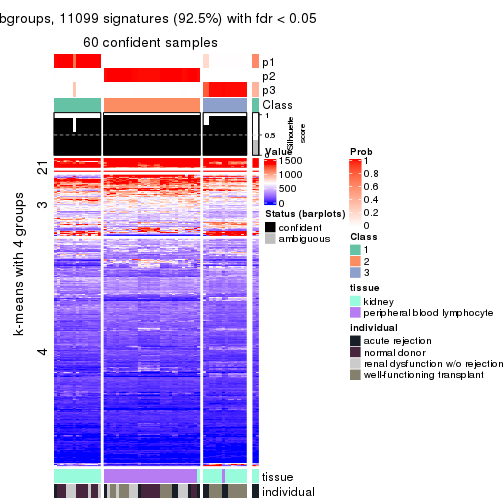 bgroups, 11099 signatures (92.5%) with fdr < 0.05
60 confident samples
p1
p2
p3
Class
1
0.5
0
Silhouette
score
k-means with 4 groups
2
1
3
4
tissue
individual
Value
1500
1000
500
0
Status (barplots)
confident
ambiguous
Prob
1
0.8
0.6
0.4
0.2
0
Class
1
2
3
tissue
kidney
peripheral blood lymphocyte
individual
acute rejection
normal donor
renal dysfunction w/o rejection
well-functioning transplant